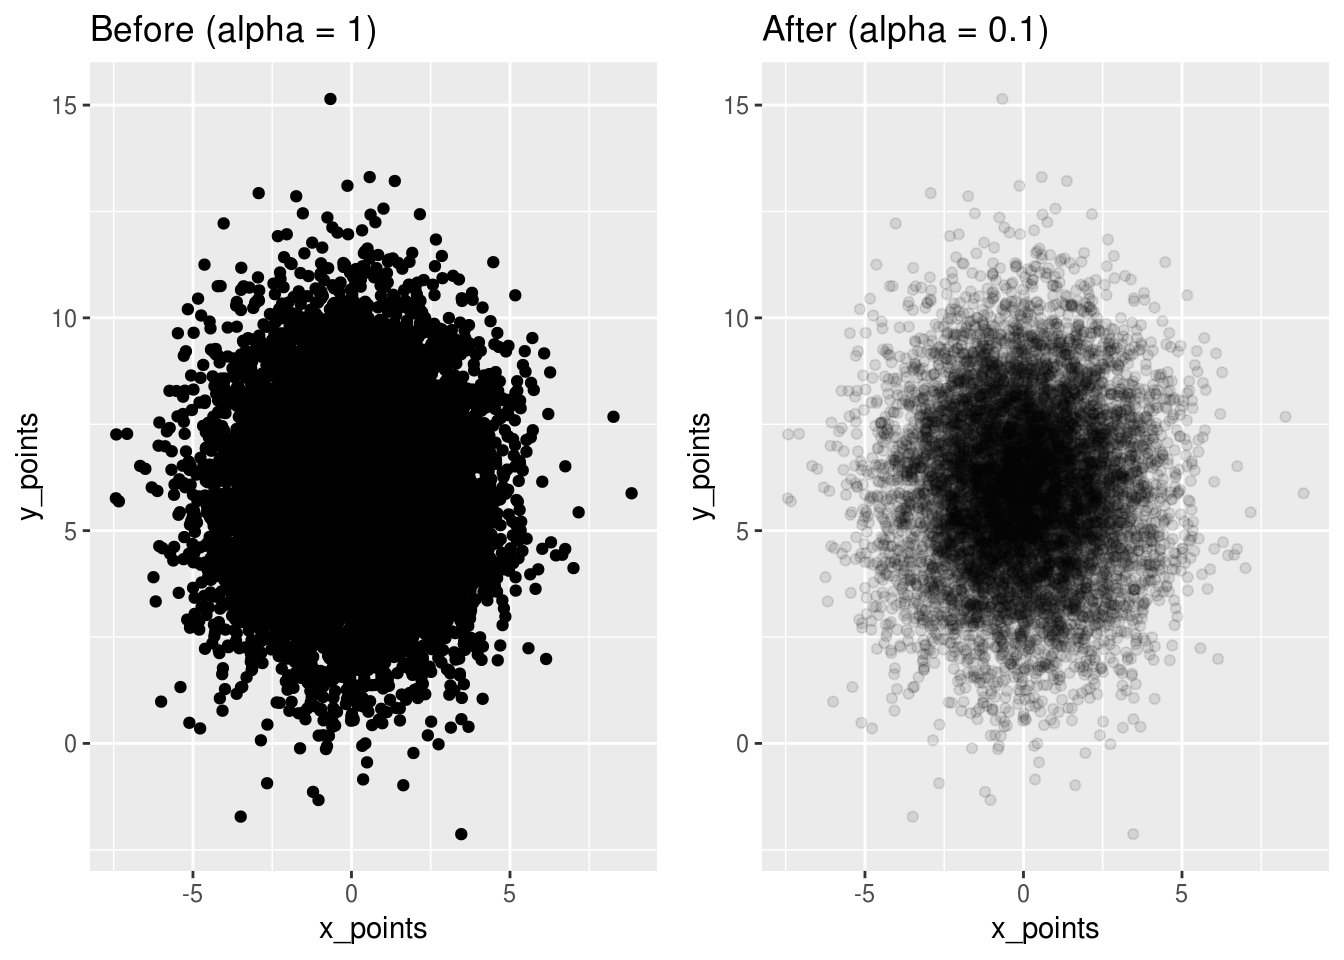 Before (alpha = 1)
15
10
5
0
y_points
-5 0 5
x_points
After (alpha = 0.1)
15
10
5
0
y_points
-5 0 5
x_points